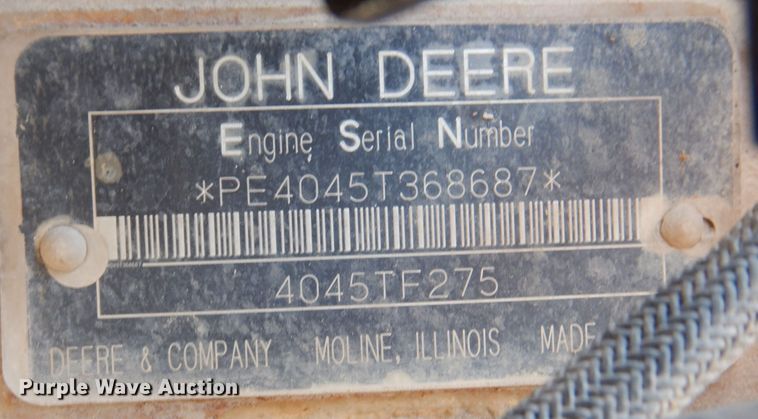 JOHN DEERE
Engine Serial Number
*PE4045T368687*
4045TF275
DEERE & COMPANY MOLINE, ILLINOIS MADE
Purple Wave Auction